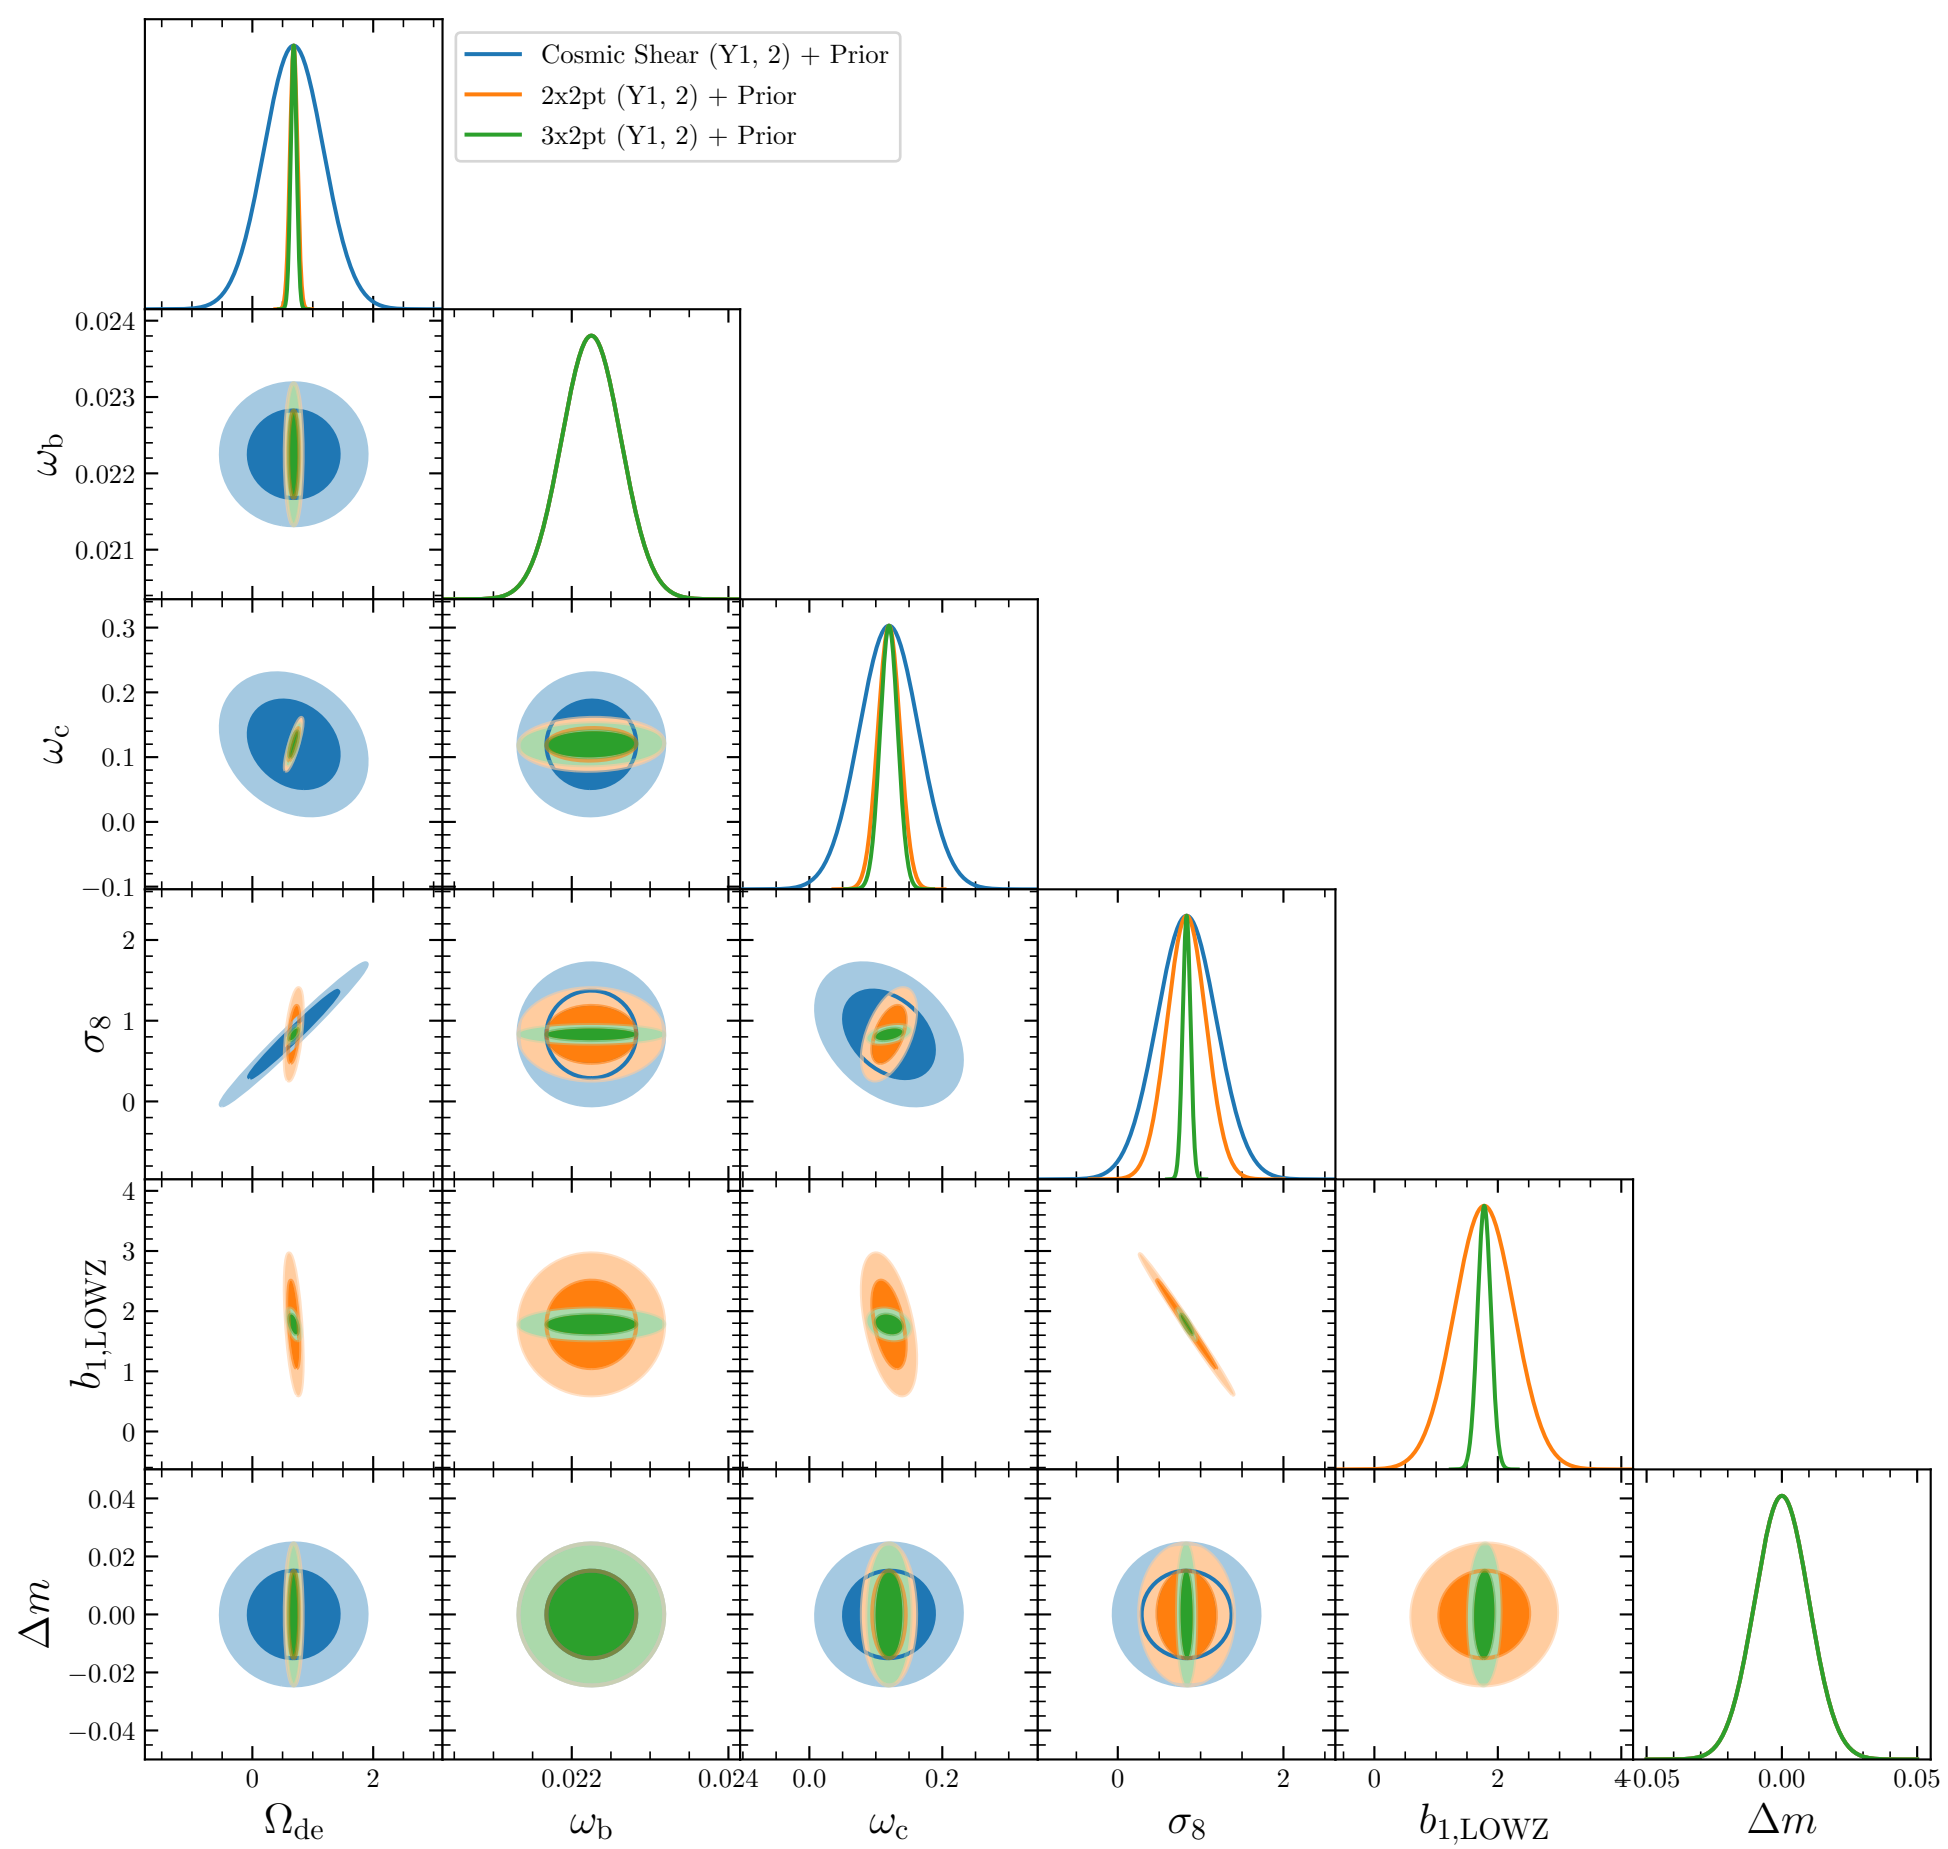 Cosmic Shear (Y1, 2) + Prior
2x2pt (Y1, 2) + Prior
3x2pt (Y1, 2) + Prior
0.024
0.023
0.022
0.021
ω_b
0.3
0.2
0.1
0.0
−0.1
ω_c
2
1
0
σ_8
4
3
2
1
0
b_{1,LOWZ}
0.04
0.02
0.00
−0.02
−0.04
Δm
0 2
0.022 0.024
0.0 0.2
0 2
0 2 4
−0.05 0.00 0.05
Ω_de ω_b ω_c σ_8 b_{1,LOWZ} Δm